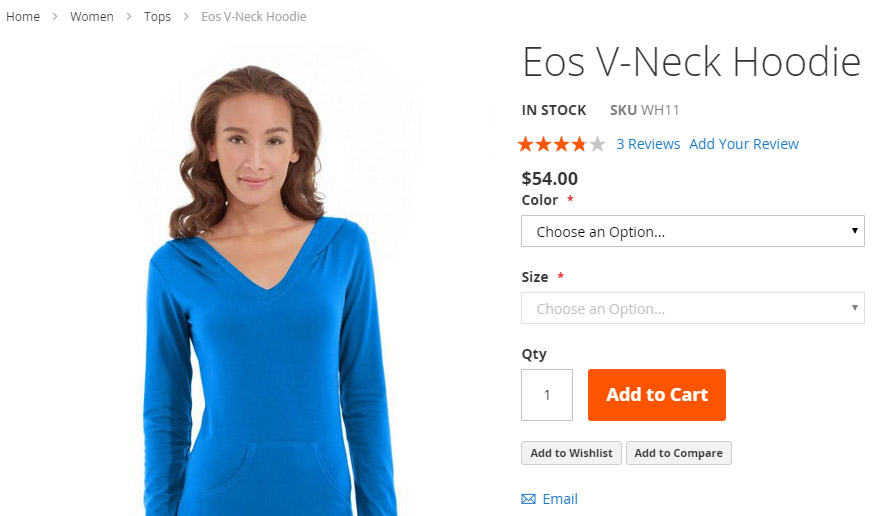 Home > Women > Tops > Eos V-Neck Hoodie
Eos V-Neck Hoodie
IN STOCK SKU WH11
3 Reviews Add Your Review
$54.00
Color *
Choose an Option...
Size *
Choose an Option...
Qty
1 Add to Cart
Add to Wishlist Add to Compare
Email